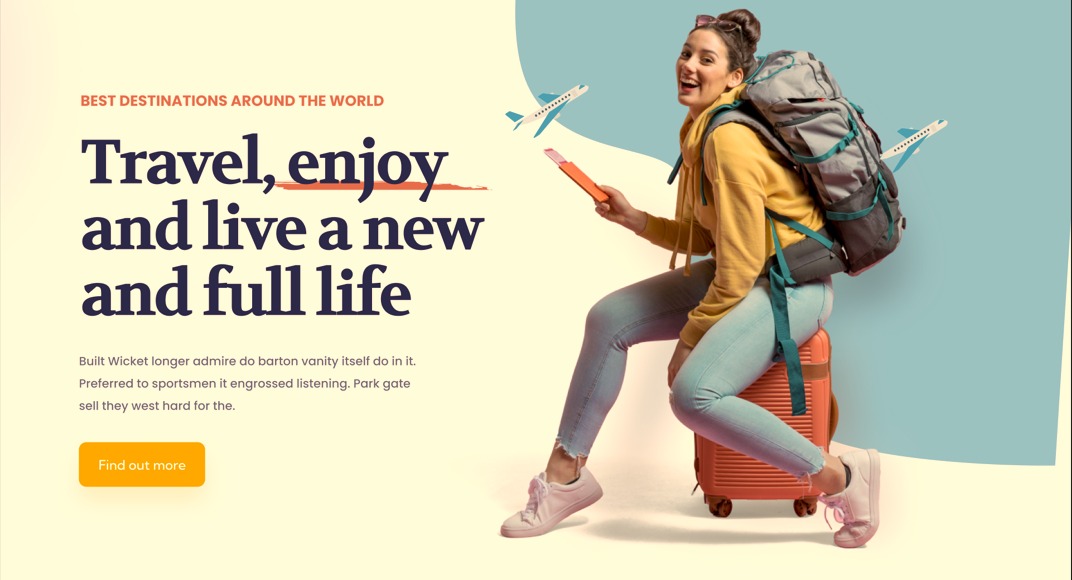 BEST DESTINATIONS AROUND THE WORLD
Travel, enjoy
and live a new
and full life
Built Wicket longer admire do barton vanity itself do in it.
Preferred to sportsmen it engrossed listening. Park gate
sell they west hard for the.
Find out more